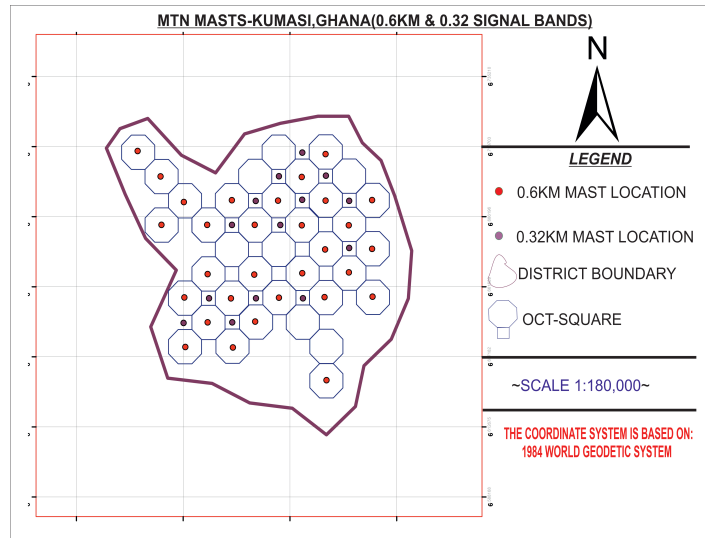 MTN MASTS-KUMASI,GHANA(0.6KM & 0.32 SIGNAL BANDS)
N
LEGEND
0.6KM MAST LOCATION
0.32KM MAST LOCATION
DISTRICT BOUNDARY
OCT-SQUARE
~SCALE 1:180,000~
THE COORDINATE SYSTEM IS BASED ON:
1984 WORLD GEODETIC SYSTEM